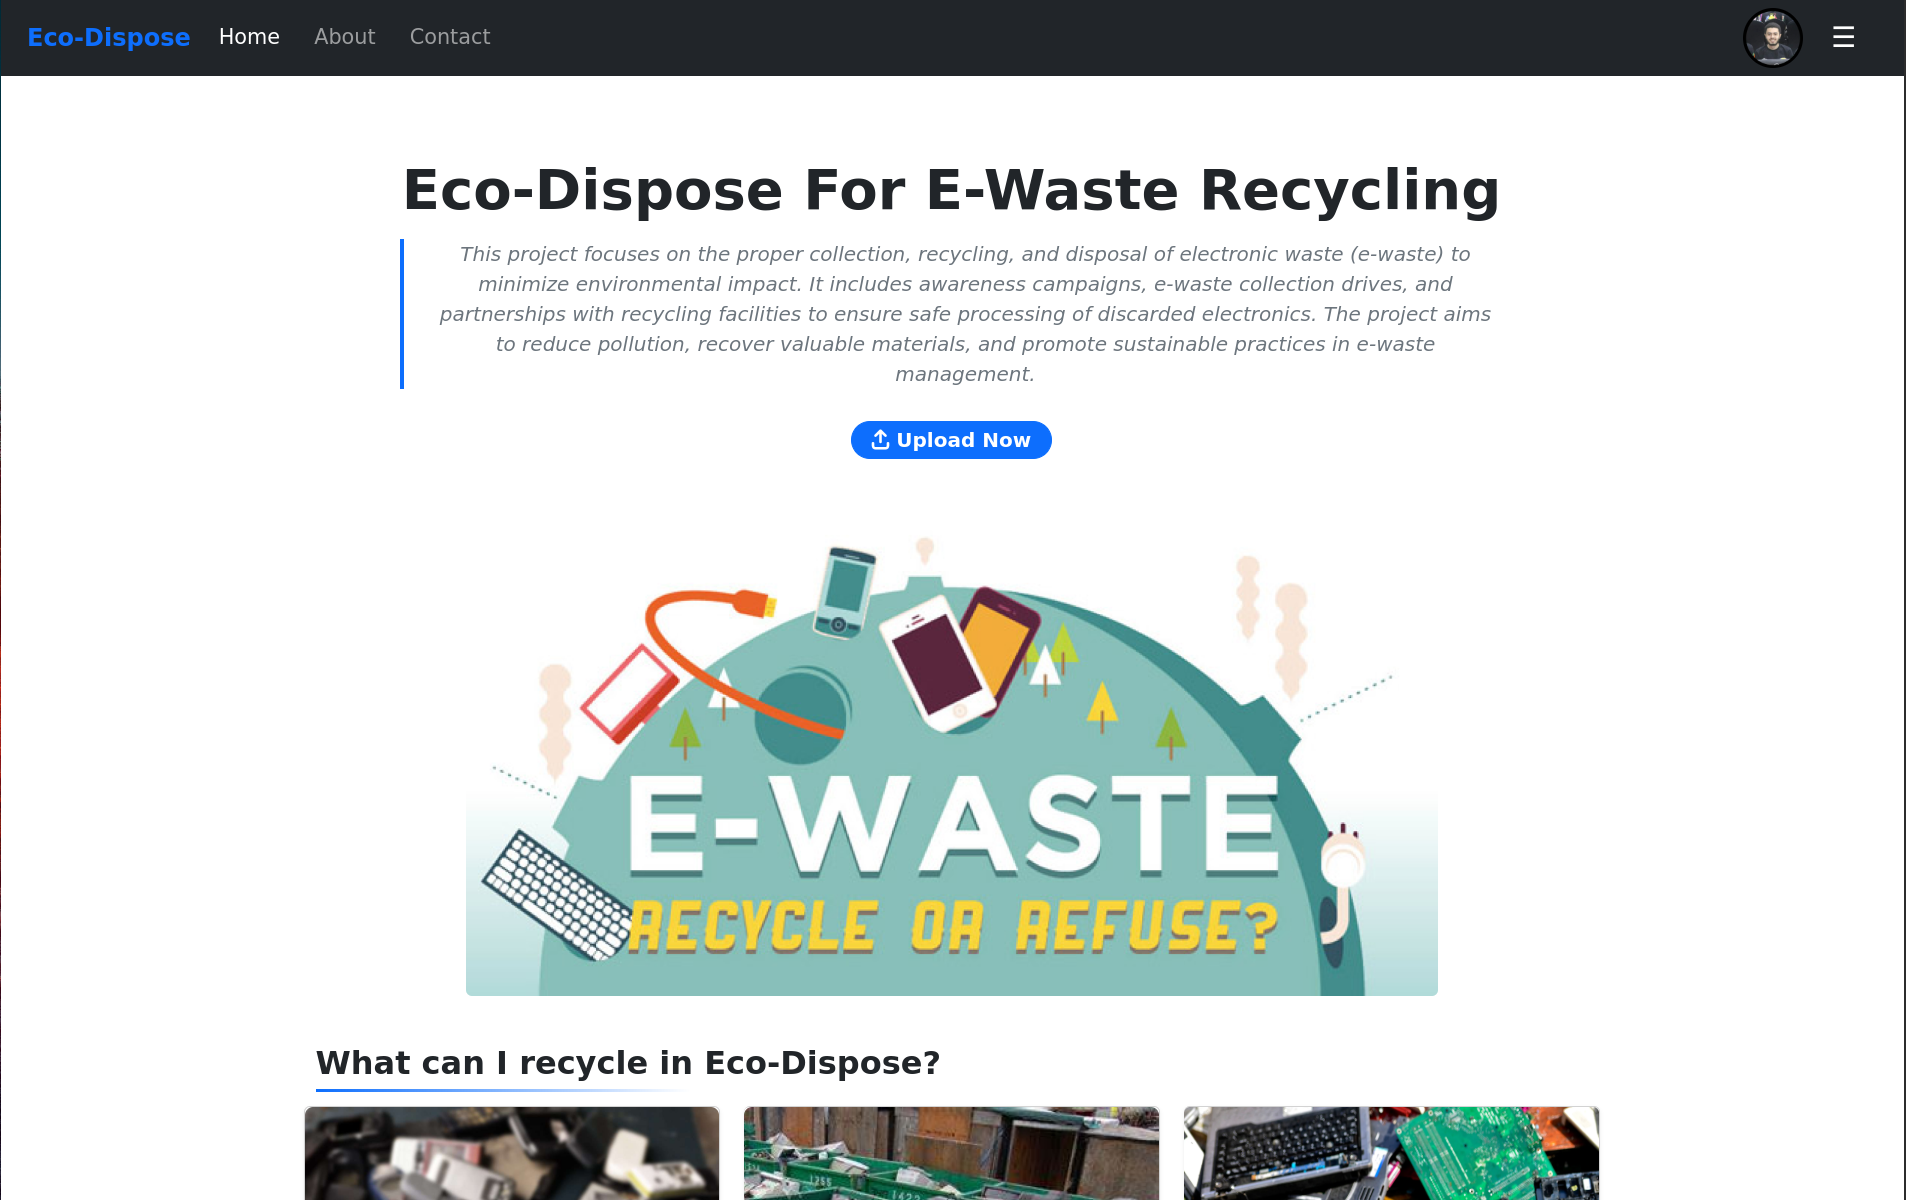 Eco-Dispose Home About Contact ☰
Eco-Dispose For E-Waste Recycling
This project focuses on the proper collection, recycling, and disposal of electronic waste (e-waste) to
minimize environmental impact. It includes awareness campaigns, e-waste collection drives, and
partnerships with recycling facilities to ensure safe processing of discarded electronics. The project aims
to reduce pollution, recover valuable materials, and promote sustainable practices in e-waste
management.
Upload Now
E-WASTE
RECYCLE OR REFUSE?
What can I recycle in Eco-Dispose?
1255
1422